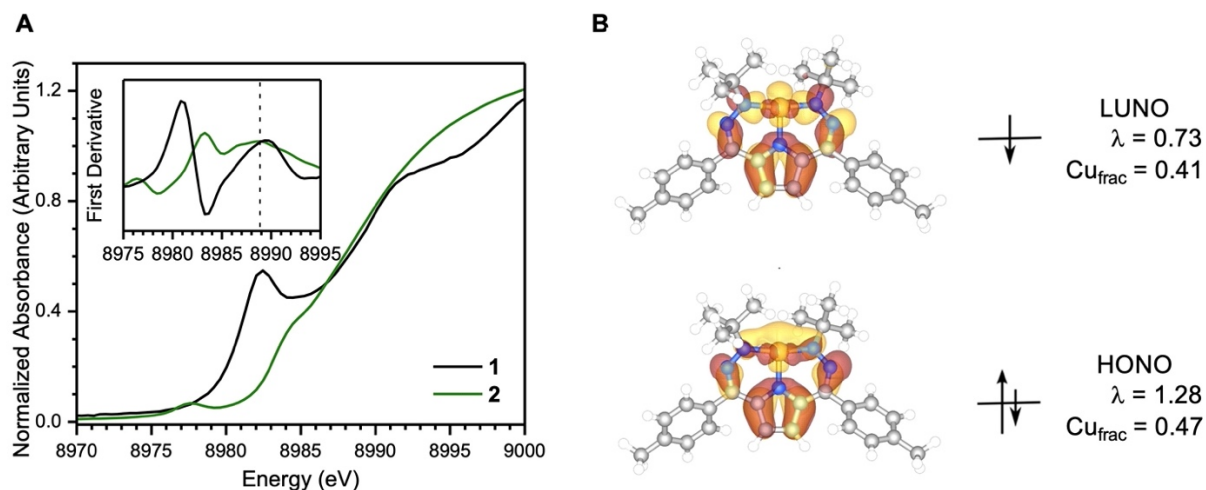 A
B
Normalized Absorbance (Arbitrary Units)
1.2
0.8
0.4
0.0
First Derivative
8975 8980 8985 8990 8995
1
2
8970 8975 8980 8985 8990 8995 9000
Energy (eV)
LUNO
λ = 0.73
Cufrac = 0.41
HONO
λ = 1.28
Cufrac = 0.47